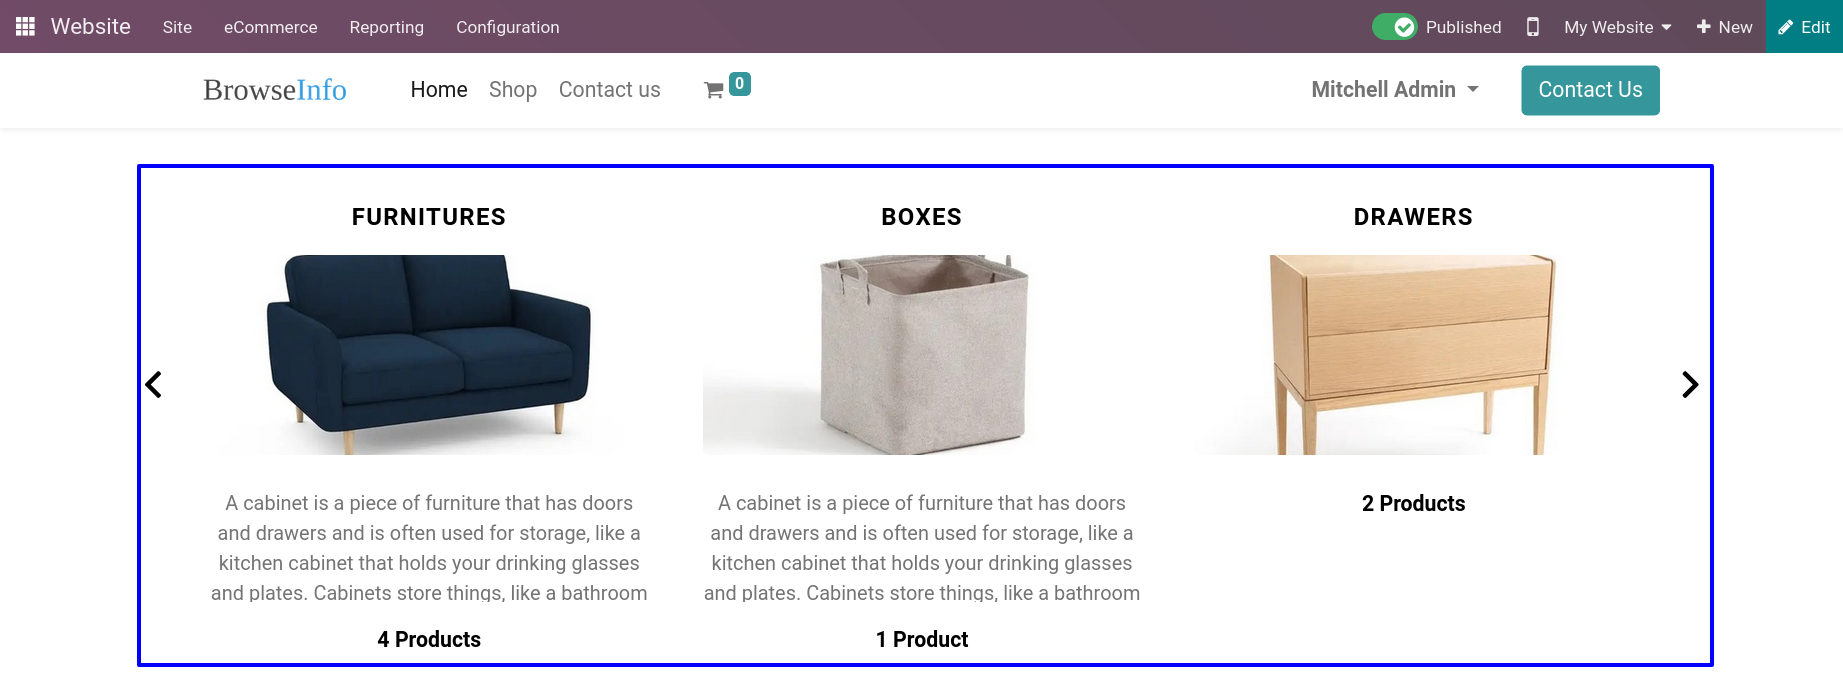 Website Site eCommerce Reporting Configuration Published My Website New Edit
BrowseInfo Home Shop Contact us 0 Mitchell Admin Contact Us
FURNITURES
A cabinet is a piece of furniture that has doors
and drawers and is often used for storage, like a
kitchen cabinet that holds your drinking glasses
and plates. Cabinets store things, like a bathroom
4 Products
BOXES
A cabinet is a piece of furniture that has doors
and drawers and is often used for storage, like a
kitchen cabinet that holds your drinking glasses
and plates. Cabinets store things, like a bathroom
1 Product
DRAWERS
2 Products